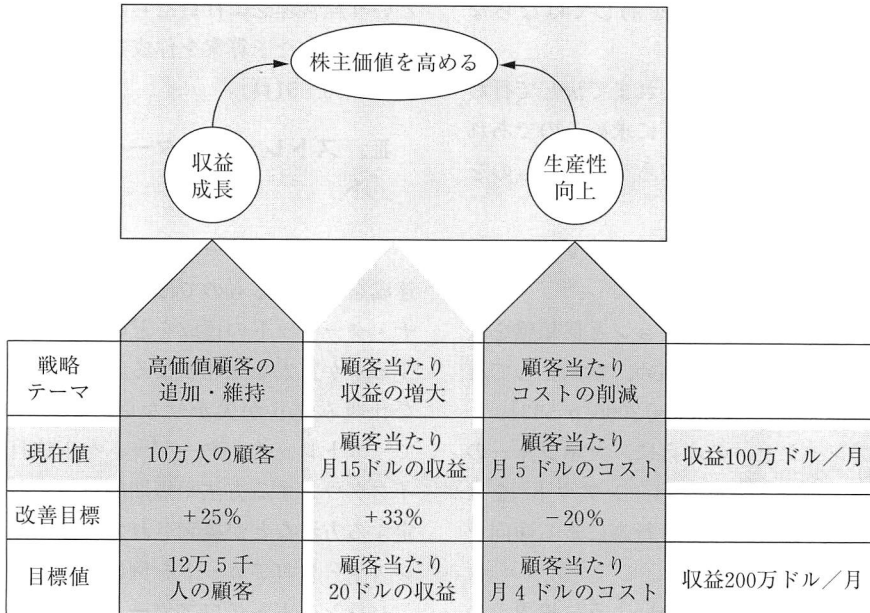 株主価値を高める
収益
成長
生産性
向上
戦略
テーマ
高価値顧客の
追加・維持
顧客当たり
収益の増大
顧客当たり
コストの削減
現在値
10万人の顧客
顧客当たり
月15ドルの収益
顧客当たり
月5ドルのコスト
収益100万ドル/月
改善目標
+25%
+33%
-20%
目標値
12万5千
人の顧客
顧客当たり
20ドルの収益
顧客当たり
月4ドルのコスト
収益200万ドル/月